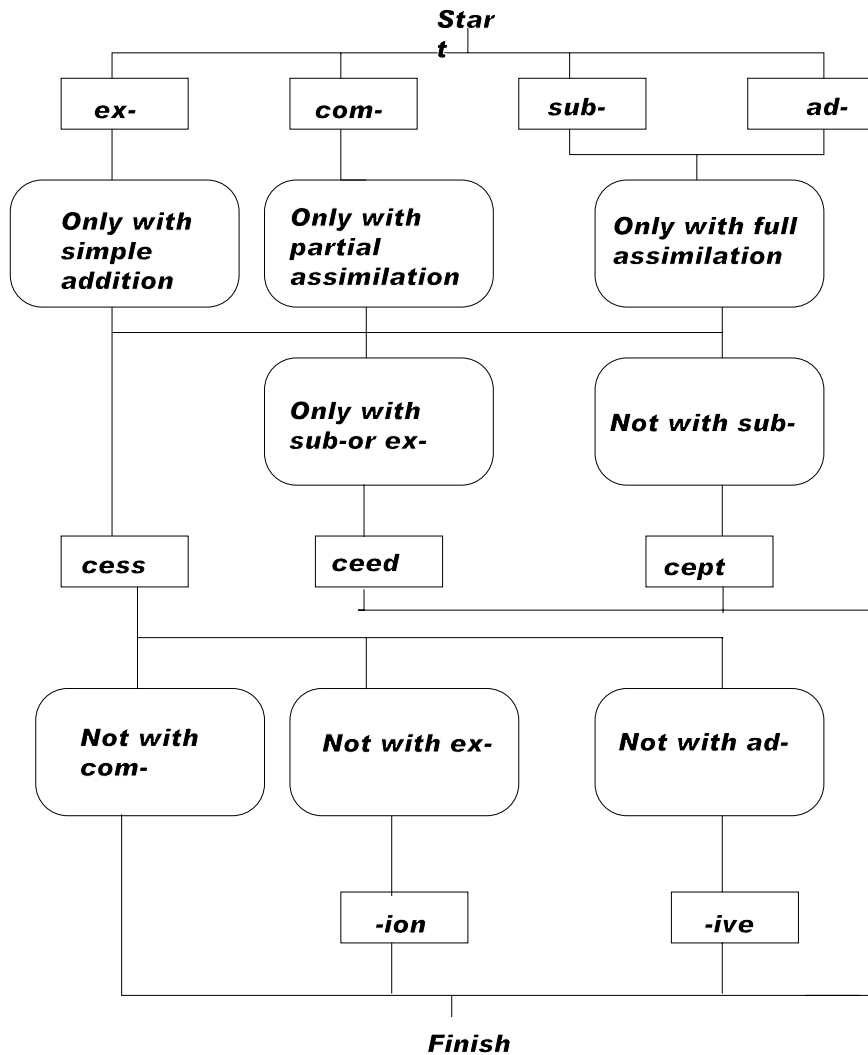 Star
t
ex-
com-
sub-
ad-
Only with
simple
addition
Only with
partial
assimilation
Only with full
assimilation
Only with
sub-or ex-
Not with sub-
cess
ceed
cept
Not with
com-
Not with ex-
Not with ad-
-ion
-ive
Finish